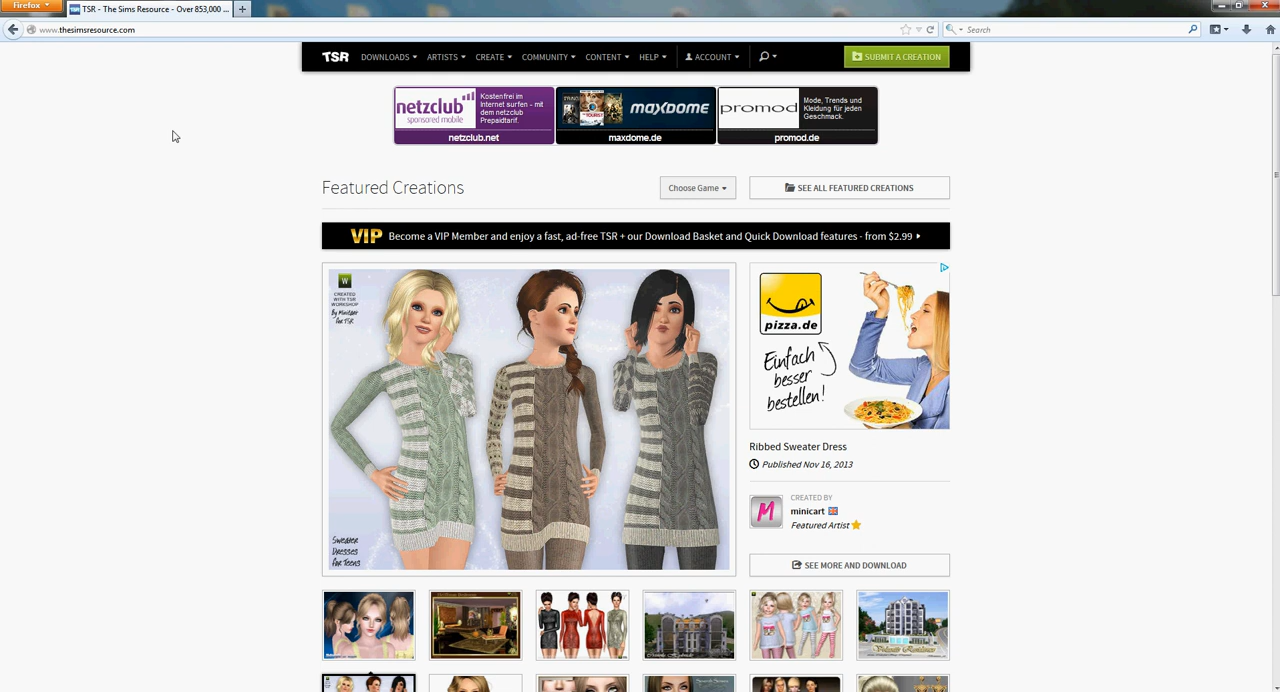 Firefox
TSR - The Sims Resource - Over 853,000 ...
www.thesimsresource.com
Search
TSR
DOWNLOADS
ARTISTS
CREATE
COMMUNITY
CONTENT
HELP
ACCOUNT
SUBMIT A CREATION
netzclub
sponsored mobile
Kostenfrei im
Internet surfen - mit
dem netzclub
Prepaidtarif.
netzclub.net
maxdome
maxdome.de
promod
Mode, Trends und
Kleidung für jeden
Geschmack.
promod.de
Featured Creations
Choose Game
SEE ALL FEATURED CREATIONS
VIP Become a VIP Member and enjoy a fast, ad-free TSR + our Download Basket and Quick Download features - from $2.99
W
CREATED
WITH TSR
WORKSHOP
By Minicart
for TSR
Sweater
Dresses
for Teens
pizza.de
Einfach
besser
bestellen!
Ribbed Sweater Dress
Published Nov 16, 2013
M
CREATED BY
minicart
Featured Artist
SEE MORE AND DOWNLOAD